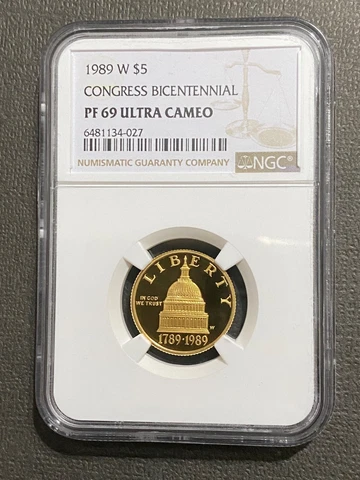 1989 W $5
CONGRESS BICENTENNIAL
PF 69 ULTRA CAMEO
6481134-027
NUMISMATIC GUARANTY COMPANY
NGC
LIBERTY
IN GOD
WE TRUST
W
1789·1989